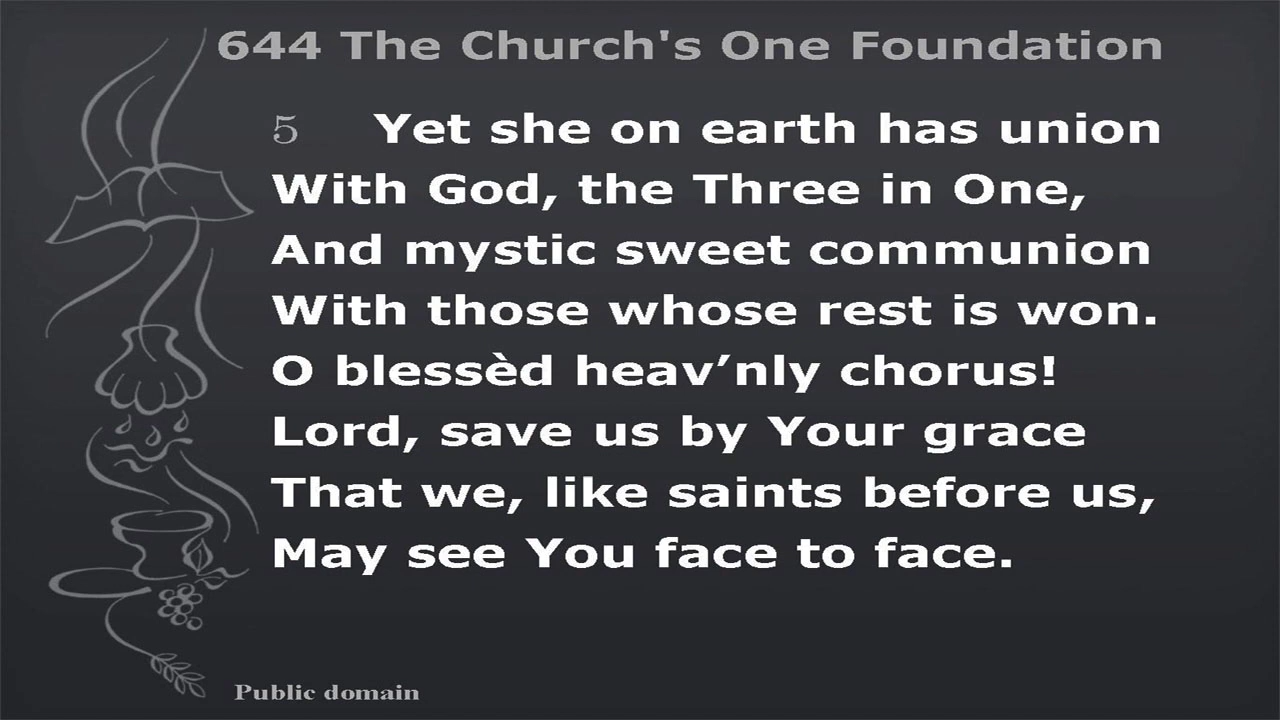 644 The Church's One Foundation
5 Yet she on earth has union
With God, the Three in One,
And mystic sweet communion
With those whose rest is won.
O blessèd heav’nly chorus!
Lord, save us by Your grace
That we, like saints before us,
May see You face to face.
Public domain